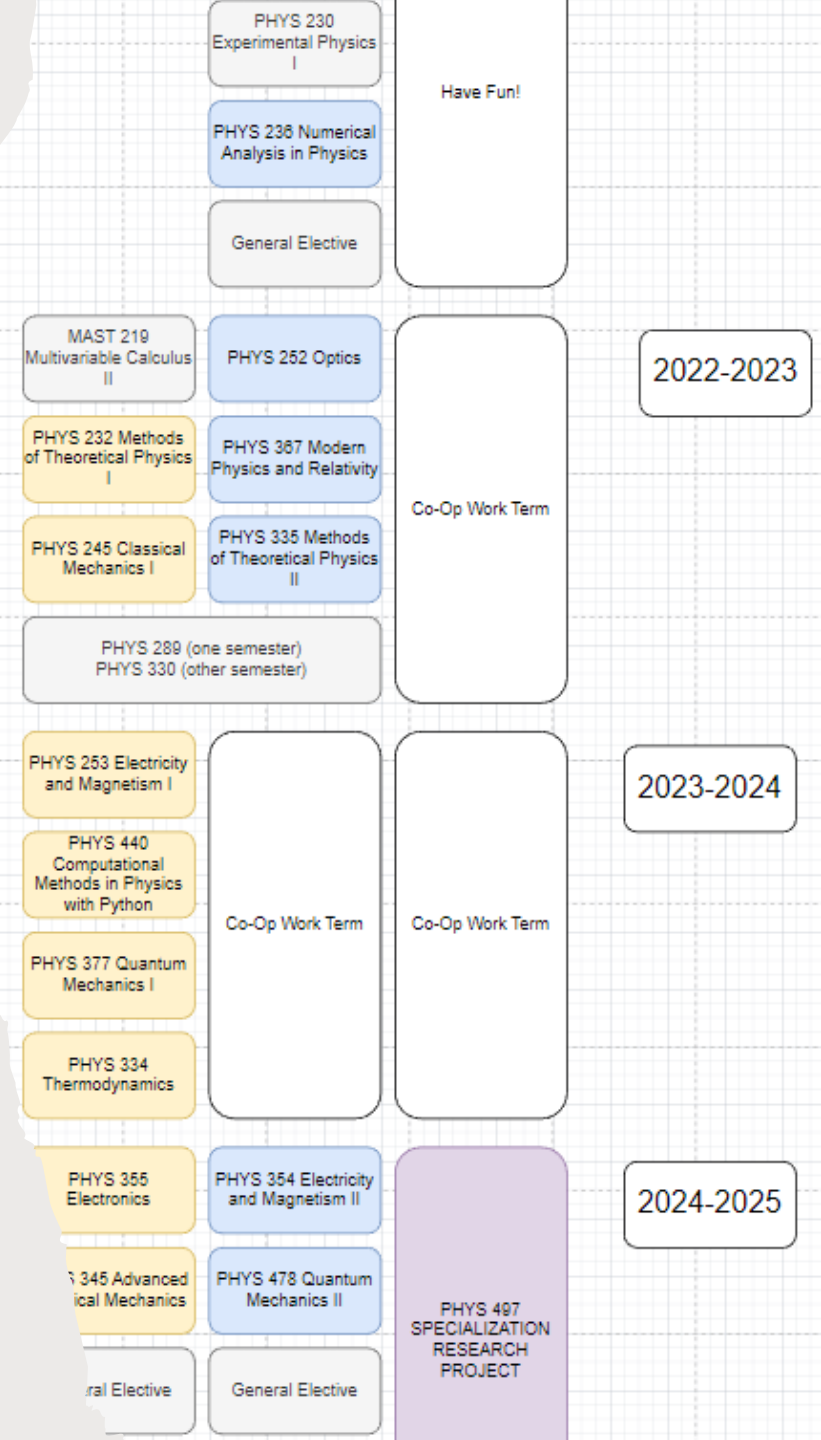 PHYS 230
Experimental Physics
I
Have Fun!
PHYS 236 Numerical
Analysis in Physics
General Elective
MAST 219
Multivariable Calculus
II
PHYS 252 Optics
2022-2023
PHYS 232 Methods
of Theoretical Physics
I
PHYS 367 Modern
Physics and Relativity
Co-Op Work Term
PHYS 245 Classical
Mechanics I
PHYS 335 Methods
of Theoretical Physics
II
PHYS 289 (one semester)
PHYS 330 (other semester)
PHYS 253 Electricity
and Magnetism I
2023-2024
PHYS 440
Computational
Methods in Physics
with Python
Co-Op Work Term
Co-Op Work Term
PHYS 377 Quantum
Mechanics I
PHYS 334
Thermodynamics
PHYS 355
Electronics
PHYS 354 Electricity
and Magnetism II
2024-2025
345 Advanced
Mechanics
PHYS 478 Quantum
Mechanics II
PHYS 497
SPECIALIZATION
RESEARCH
PROJECT
Elective
General Elective